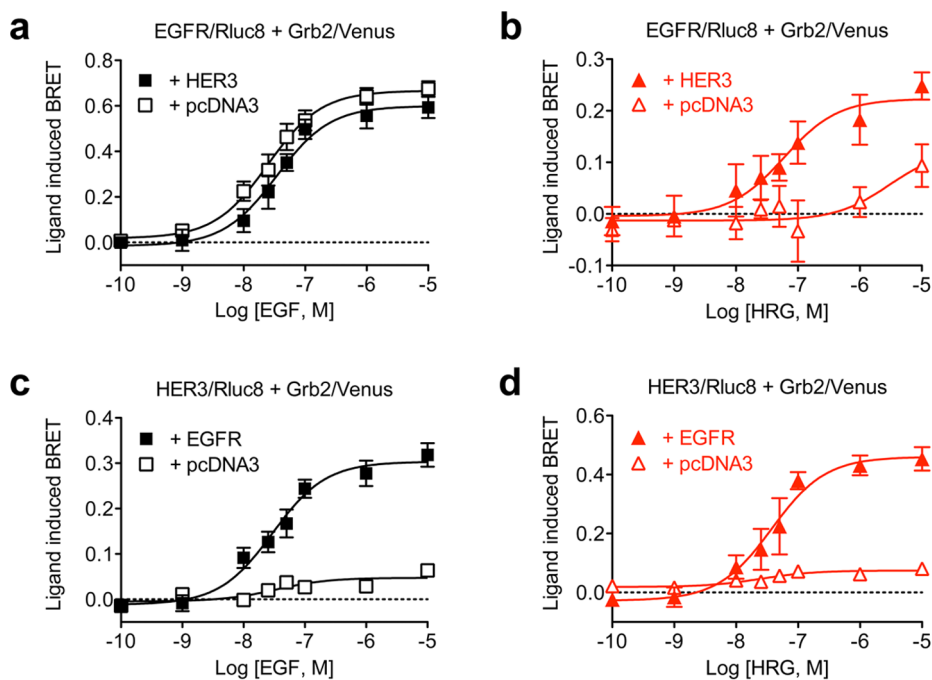 a
EGFR/Rluc8 + Grb2/Venus
Ligand induced BRET
0.8
0.6
0.4
0.2
0.0
+ HER3
+ pcDNA3
-10 -9 -8 -7 -6 -5
Log [EGF, M]
b
EGFR/Rluc8 + Grb2/Venus
Ligand induced BRET
0.3
0.2
0.1
0.0
-0.1
+ HER3
+ pcDNA3
-10 -9 -8 -7 -6 -5
Log [HRG, M]
c
HER3/Rluc8 + Grb2/Venus
Ligand induced BRET
0.4
0.3
0.2
0.1
0.0
+ EGFR
+ pcDNA3
-10 -9 -8 -7 -6 -5
Log [EGF, M]
d
HER3/Rluc8 + Grb2/Venus
Ligand induced BRET
0.6
0.4
0.2
0.0
+ EGFR
+ pcDNA3
-10 -9 -8 -7 -6 -5
Log [HRG, M]